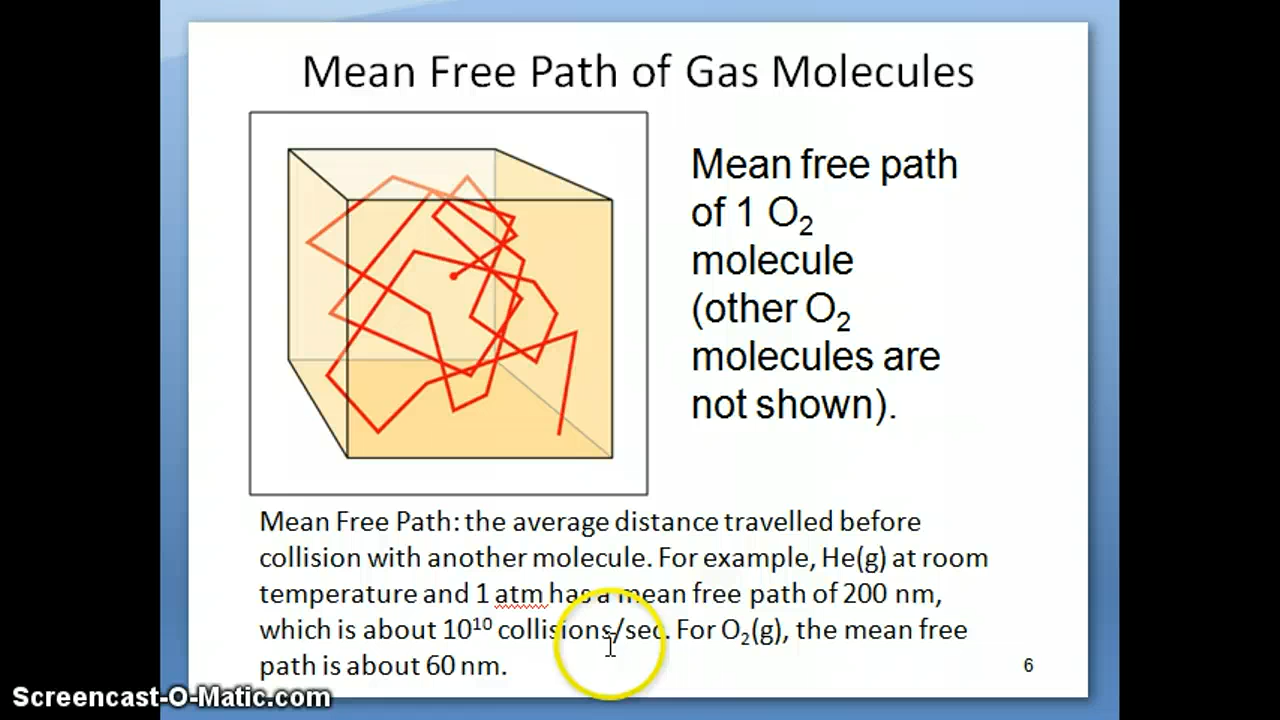 Mean Free Path of Gas Molecules
Mean free path
of 1 O₂
molecule
(other O₂
molecules are
not shown).
Mean Free Path: the average distance travelled before
collision with another molecule. For example, He(g) at room
temperature and 1 atm has a mean free path of 200 nm,
which is about 10¹⁰ collisions/sec. For O₂(g), the mean free
path is about 60 nm.
6
Screencast-O-Matic.com